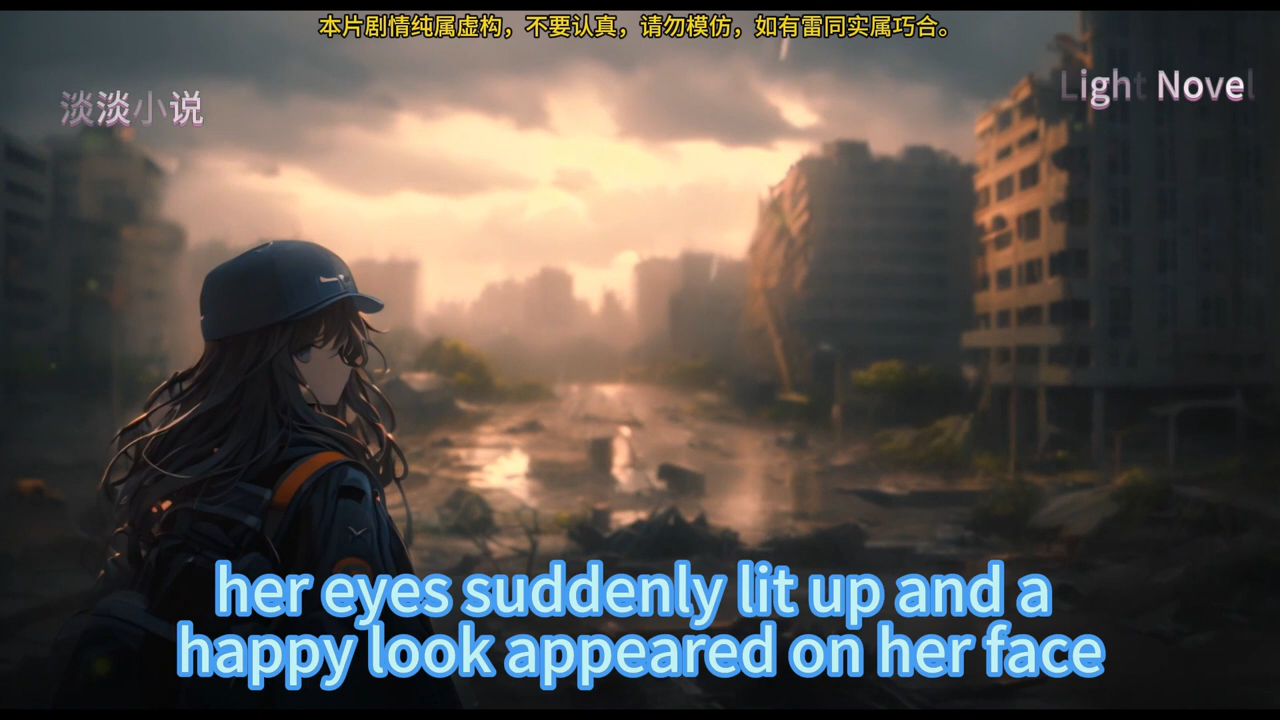 本片剧情纯属虚构，不要认真，请勿模仿，如有雷同实属巧合。
淡淡小说
Light Novel
her eyes suddenly lit up and a
happy look appeared on her face